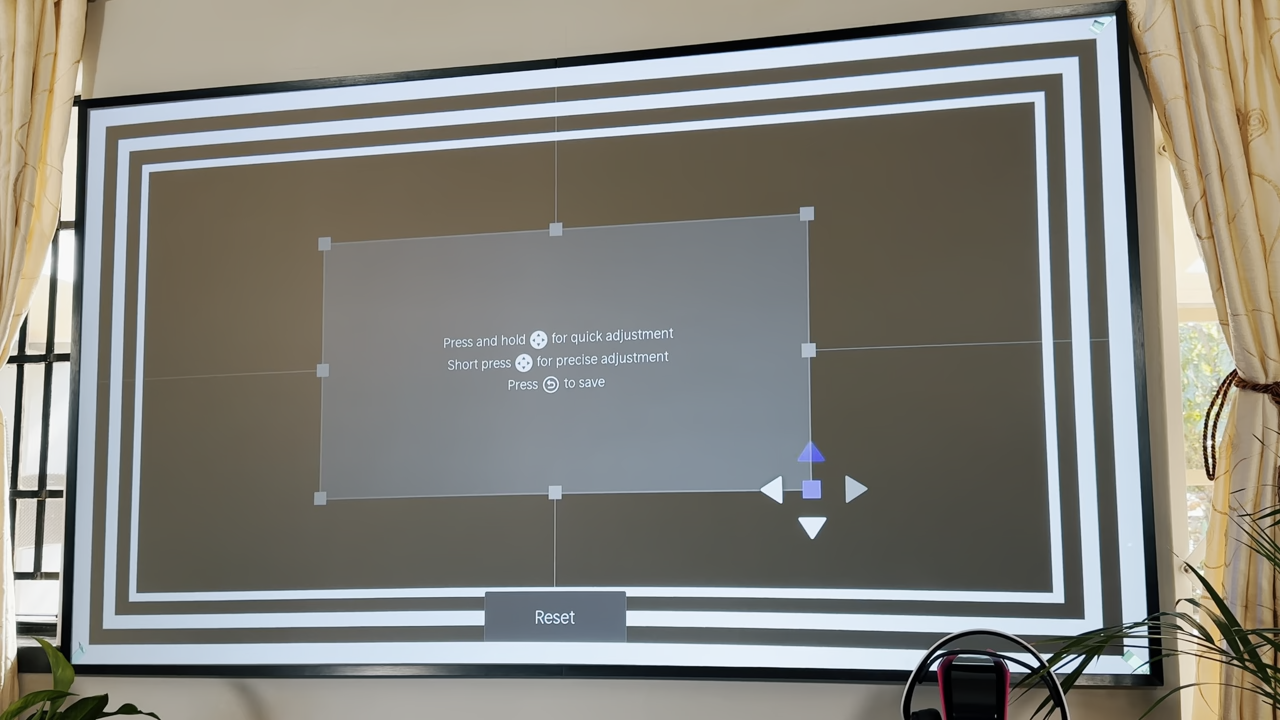 Press and hold for quick adjustment
Short press for precise adjustment
Press to save
Reset